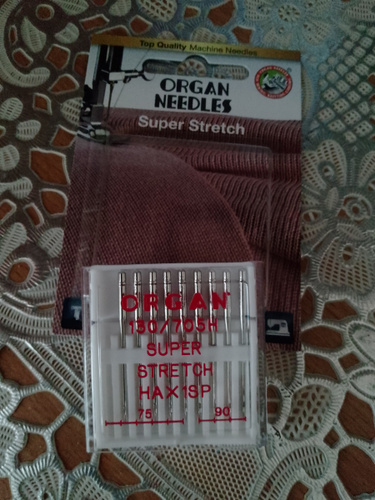 Top Quality Machine Needles
ORGAN
NEEDLES
Super Stretch
ORGAN
130/705H
SUPER
STRETCH
HAX1SP
75 90